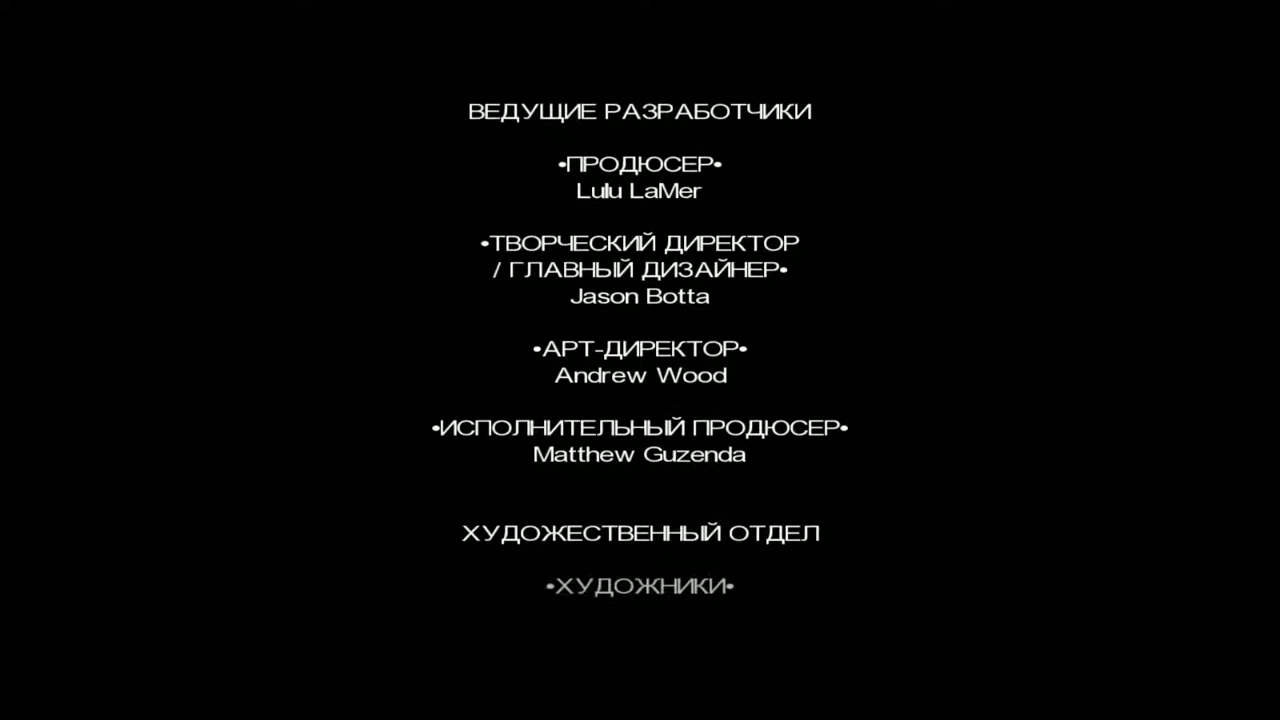 ВЕДУЩИЕ РАЗРАБОТЧИКИ
•ПРОДЮСЕР•
Lulu LaMer
•ТВОРЧЕСКИЙ ДИРЕКТОР
/ ГЛАВНЫЙ ДИЗАЙНЕР•
Jason Botta
•АРТ-ДИРЕКТОР•
Andrew Wood
•ИСПОЛНИТЕЛЬНЫЙ ПРОДЮСЕР•
Matthew Guzenda
ХУДОЖЕСТВЕННЫЙ ОТДЕЛ
•ХУДОЖНИКИ•